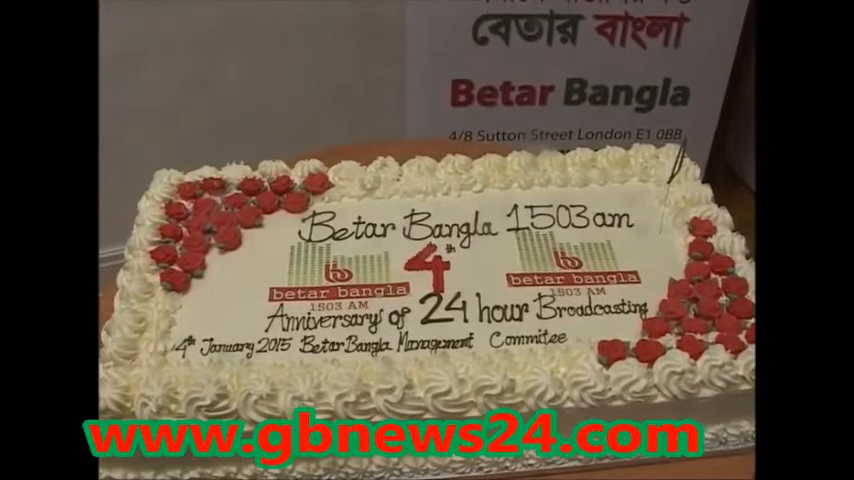 বেতার বাংলা
Betar Bangla
4/8 Sutton Street London E1 0BB
Betar Bangla 1503 am
4th
betar bangla
1503 AM
betar bangla
1503 AM
Anniversary's of 24 hour Broadcasting
4th January 2015 Betar Bangla Management Commitee
www.gbnews24.com